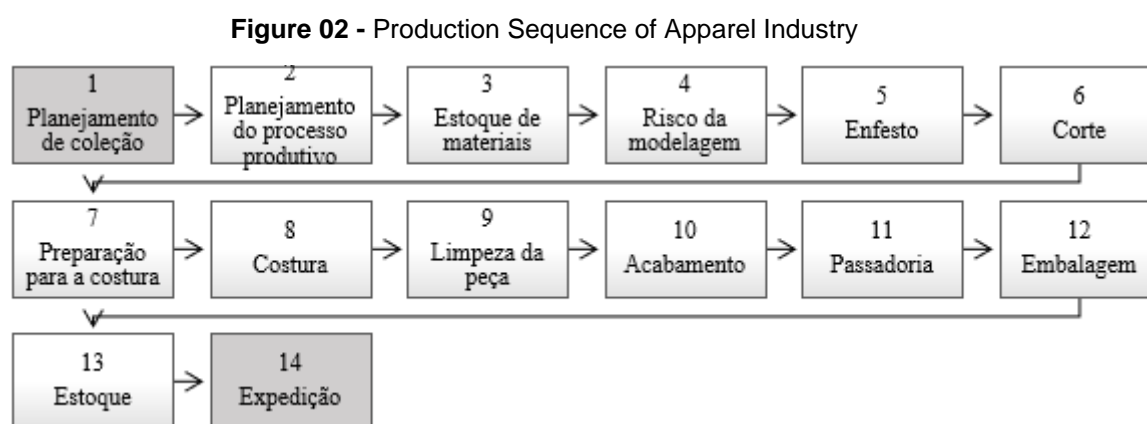 Figure 02 - Production Sequence of Apparel Industry
1
Planejamento
de coleção
2
Planejamento
do processo
produtivo
3
Estoque de
materiais
4
Risco da
modelagem
5
Enfesto
6
Corte
7
Preparação
para a costura
8
Costura
9
Limpeza da
peça
10
Acabamento
11
Passadoria
12
Embalagem
13
Estoque
14
Expedição